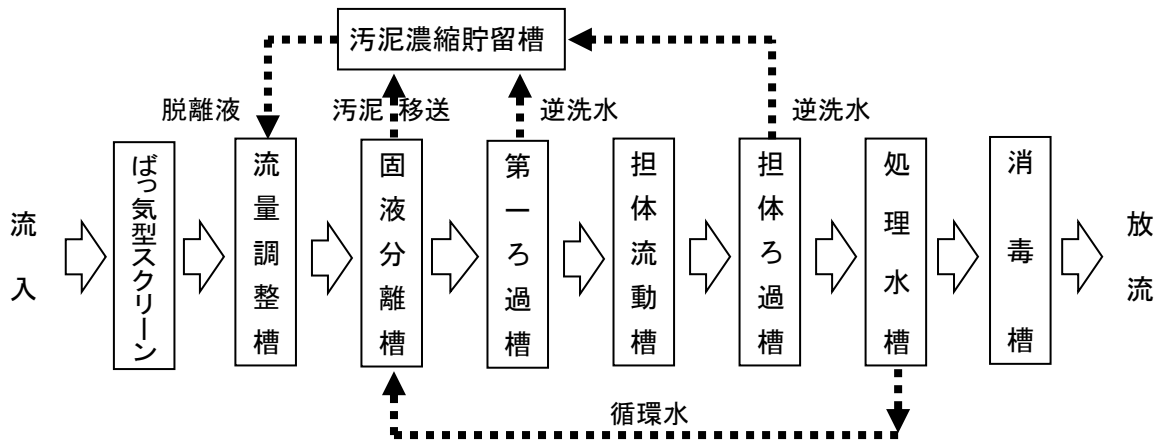 汚泥濃縮貯留槽
脱離液
汚泥 移送
逆洗水
逆洗水
流入
ばっ気型スクリーン
流量調整槽
固液分離槽
第一ろ過槽
担体流動槽
担体ろ過槽
処理水槽
消毒槽
放流
循環水